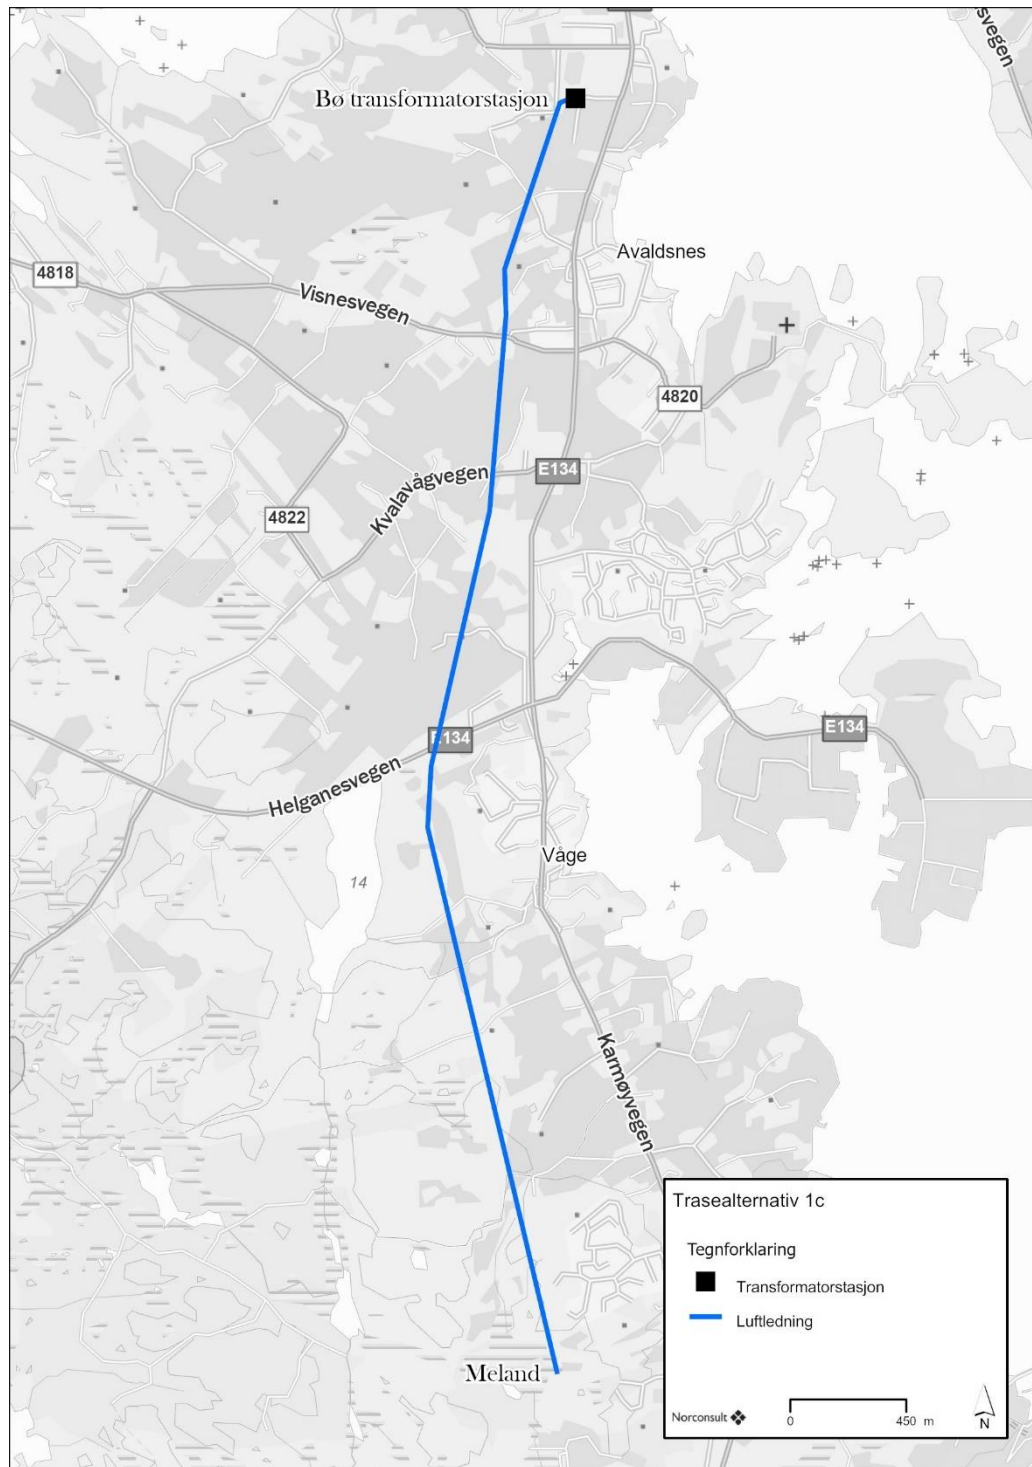 svegen
Bø transformatorstasjon
Avaldsnes
4818
Visnesvegen
4820
E134
Kvalavågvegen
4822
E134
E134
Helganesvegen
Våge
14
Karmøyvegen
Trasealternativ 1c
Tegnforklaring
Transformatorstasjon
Luftledning
Meland
Norconsult
0 450 m
N